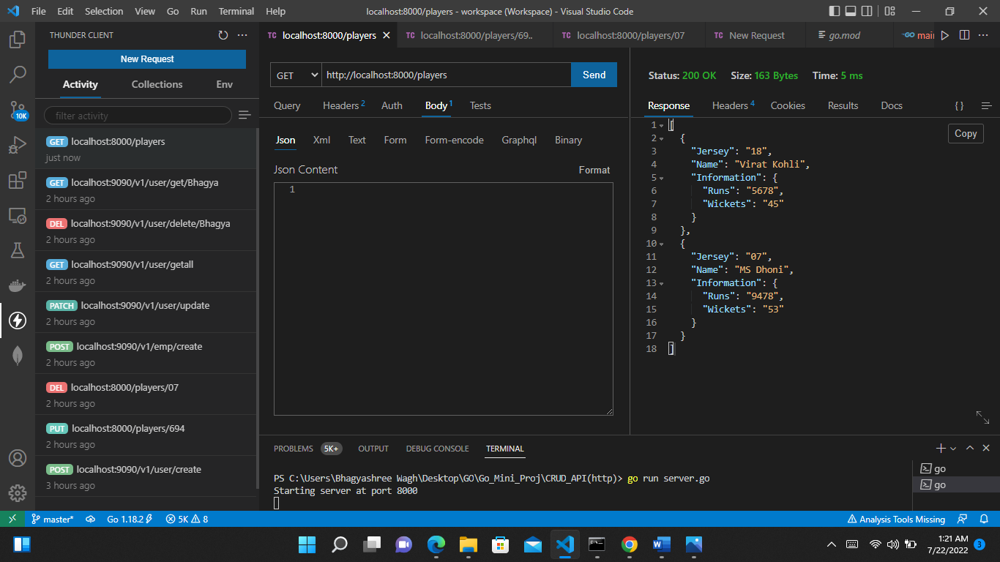 File Edit Selection View Go Run Terminal Help
localhost:8000/players - workspace (Workspace) - Visual Studio Code
THUNDER CLIENT
New Request
Activity Collections Env
filter activity
GET localhost:8000/players
just now
GET localhost:9090/v1/user/get/Bhagya
2 hours ago
DEL localhost:9090/v1/user/delete/Bhagya
2 hours ago
GET localhost:9090/v1/user/getall
2 hours ago
PATCH localhost:9090/v1/user/update
2 hours ago
POST localhost:9090/v1/emp/create
2 hours ago
DEL localhost:8000/players/07
2 hours ago
PUT localhost:8000/players/694
2 hours ago
POST localhost:9090/v1/user/create
3 hours ago
10K
TC localhost:8000/players TC localhost:8000/players/69.. TC localhost:8000/players/07 TC New Request go.mod GO main
GET http://localhost:8000/players Send
Query Headers 2 Auth Body 1 Tests
Json Xml Text Form Form-encode Graphql Binary
Json Content Format
1
Status: 200 OK Size: 163 Bytes Time: 5 ms
Response Headers 4 Cookies Results Docs { }
Copy
1 [
2 {
3 "Jersey": "18",
4 "Name": "Virat Kohli",
5 "Information": {
6 "Runs": "5678",
7 "Wickets": "45"
8 }
9 },
10 {
11 "Jersey": "07",
12 "Name": "MS Dhoni",
13 "Information": {
14 "Runs": "9478",
15 "Wickets": "53"
16 }
17 }
18 ]
PROBLEMS 5K+ OUTPUT DEBUG CONSOLE TERMINAL
PS C:\Users\Bhagyashree Wagh\Desktop\GO\Go_Mini_Proj\CRUD_API(http)> go run server.go
Starting server at port 8000
go
go
master* Go 1.18.2 5K 8 Analysis Tools Missing
1:21 AM
7/22/2022 3